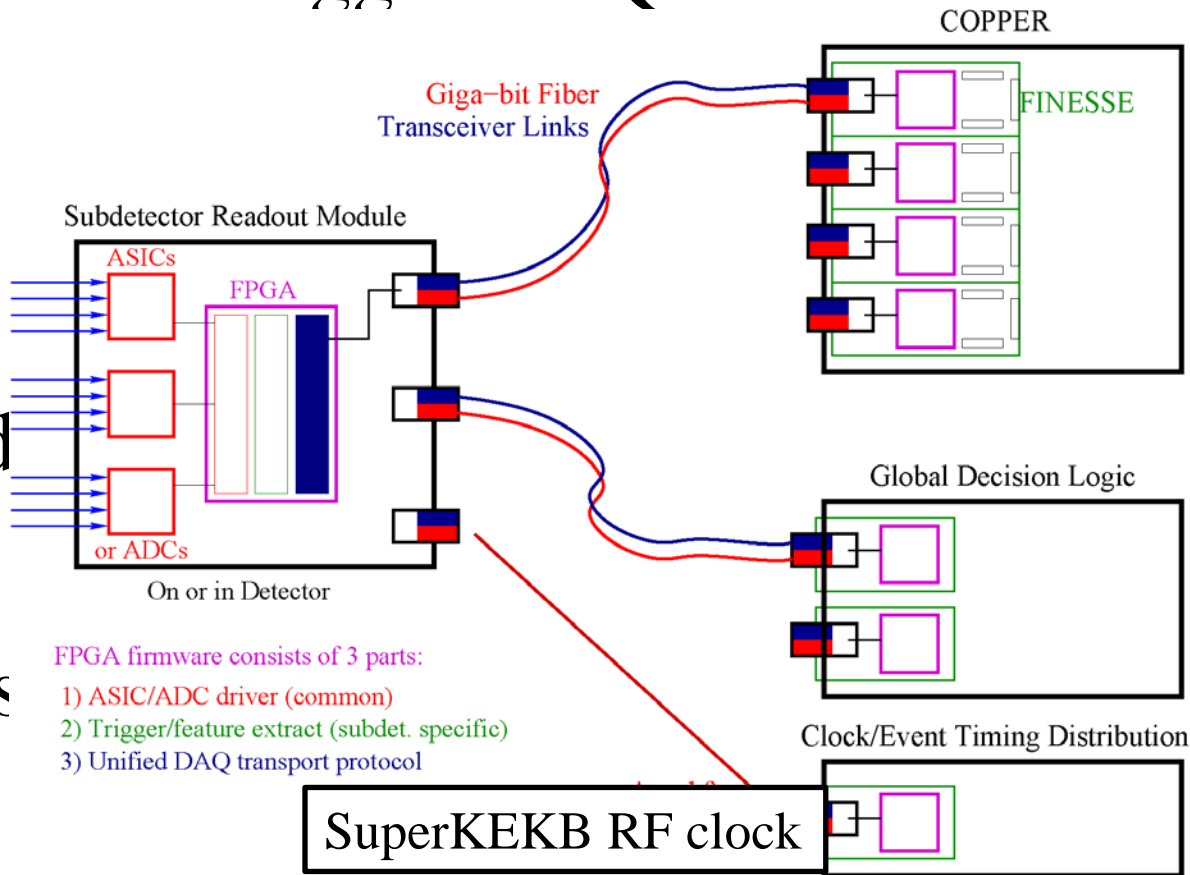 COPPER
Giga-bit Fiber
Transceiver Links
FINESSE
Subdetector Readout Module
ASICs
FPGA
or ADCs
On or in Detector
Global Decision Logic
FPGA firmware consists of 3 parts:
1) ASIC/ADC driver (common)
2) Trigger/feature extract (subdet. specific)
3) Unified DAQ transport protocol
Clock/Event Timing Distribution
SuperKEKB RF clock